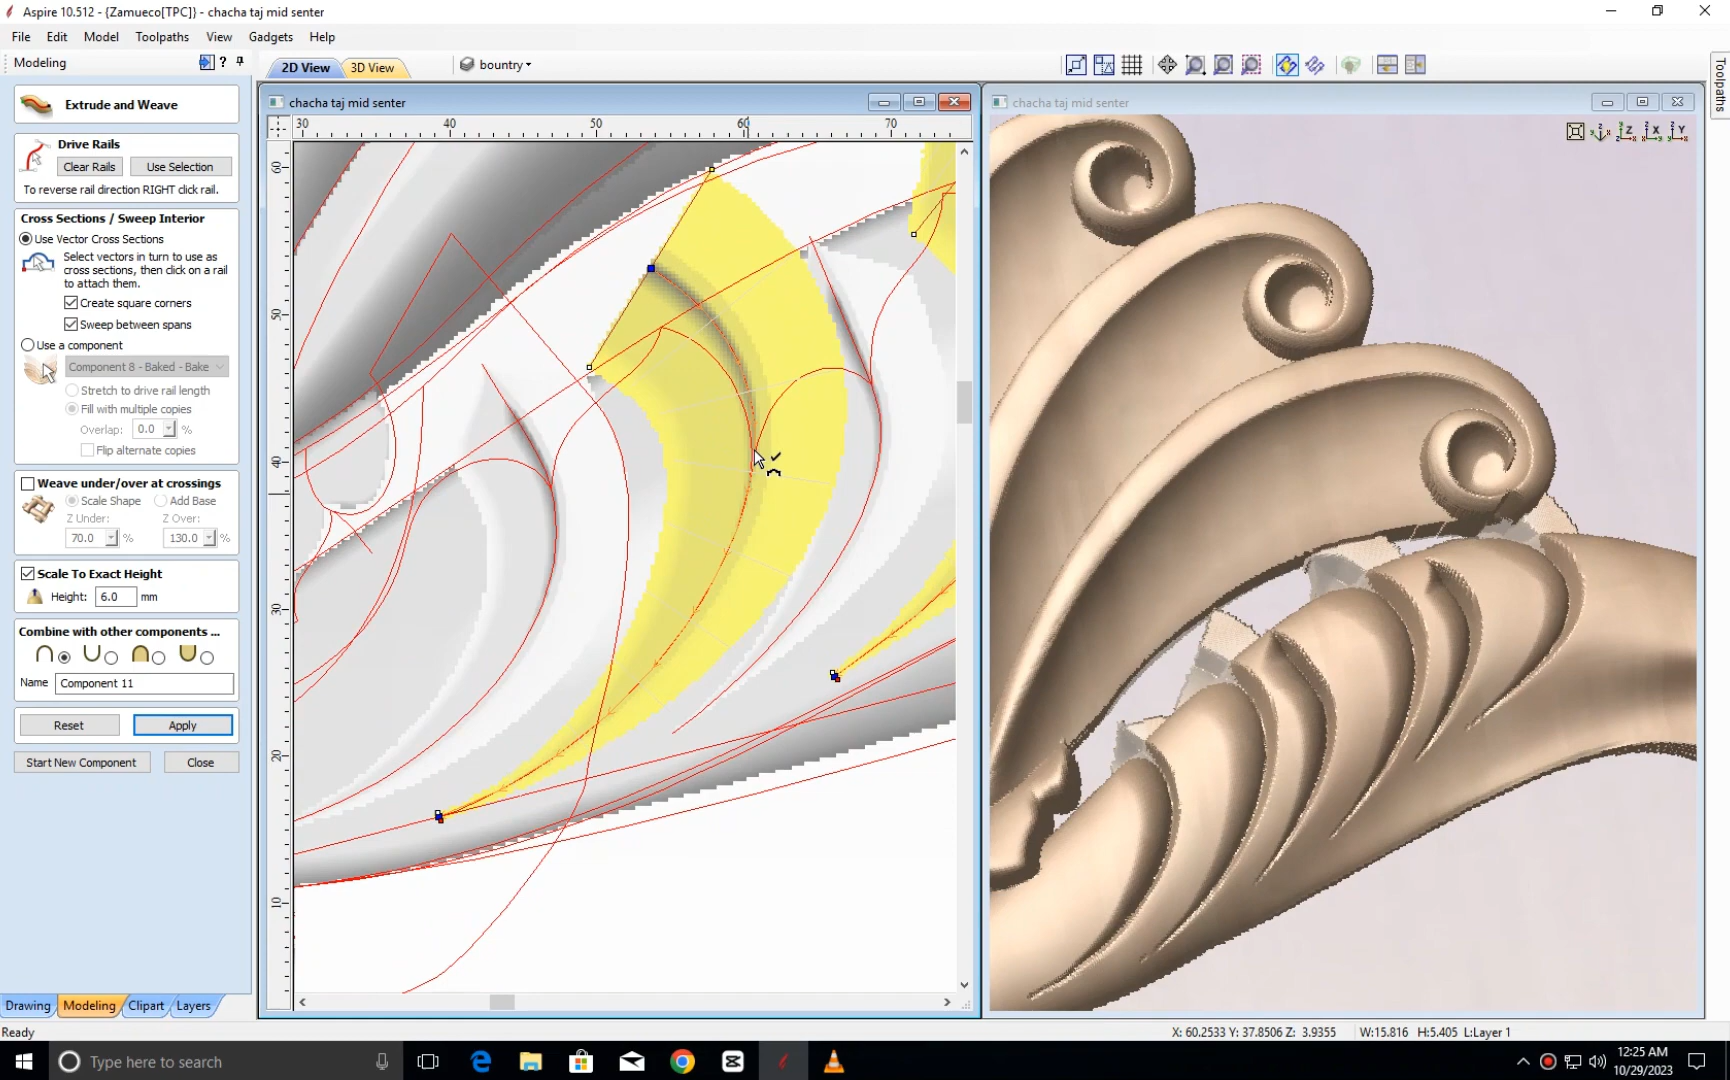 Aspire 10.512 - {Zamueco[TPC]} - chacha taj mid senter
File Edit Model Toolpaths View Gadgets Help
Modeling
?
2D View
3D View
bountry
Toolpaths
Extrude and Weave
chacha taj mid senter
chacha taj mid senter
30 40 50 60 70
60
50
40
30
20
10
Z X Y
Drive Rails
Clear Rails
Use Selection
To reverse rail direction RIGHT click rail.
Cross Sections / Sweep Interior
Use Vector Cross Sections
Select vectors in turn to use as
cross sections, then click on a rail
to attach them.
Create square corners
Sweep between spans
Use a component
Component 8 - Baked - Bake
Stretch to drive rail length
Fill with multiple copies
Overlap: 0.0 %
Flip alternate copies
Weave under/over at crossings
Scale Shape
Add Base
Z Under:
Z Over:
70.0 %
130.0 %
Scale To Exact Height
Height: 6.0 mm
Combine with other components ...
Name Component 11
Reset
Apply
Start New Component
Close
Drawing Modeling Clipart Layers
Ready
X: 60.2533 Y: 37.8506 Z: 3.9355
W:15.816 H:5.405 L:Layer 1
Type here to search
12:25 AM
10/29/2023